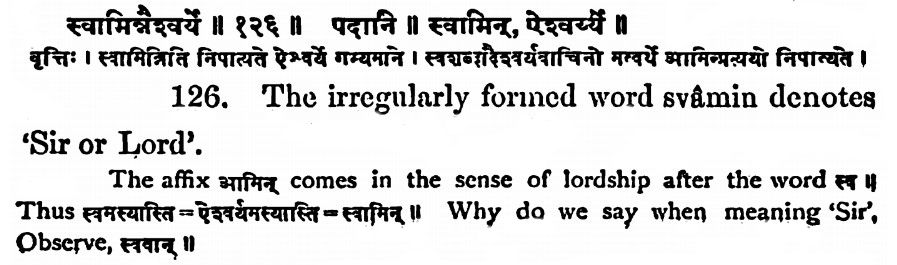 स्वामिन्नैश्वर्ये ॥ १२६ ॥ पदानि ॥ स्वामिन्, ऐश्वर्य्ये ॥
वृत्तिः । स्वामिन्निति निपात्यते ऐश्वर्ये गम्यमाने । स्वशब्दादैश्वर्यवाचिनो मत्वर्थे आमिन्प्रत्ययो निपात्यते ।
126. The irregularly formed word svâmin denotes
‘Sir or Lord’.
The affix आमिन् comes in the sense of lordship after the word स्व ॥
Thus स्वमस्यास्ति = ऐश्वर्यमस्यास्ति = स्वामिन् ॥ Why do we say when meaning ‘Sir’,
Observe, स्ववान् ॥